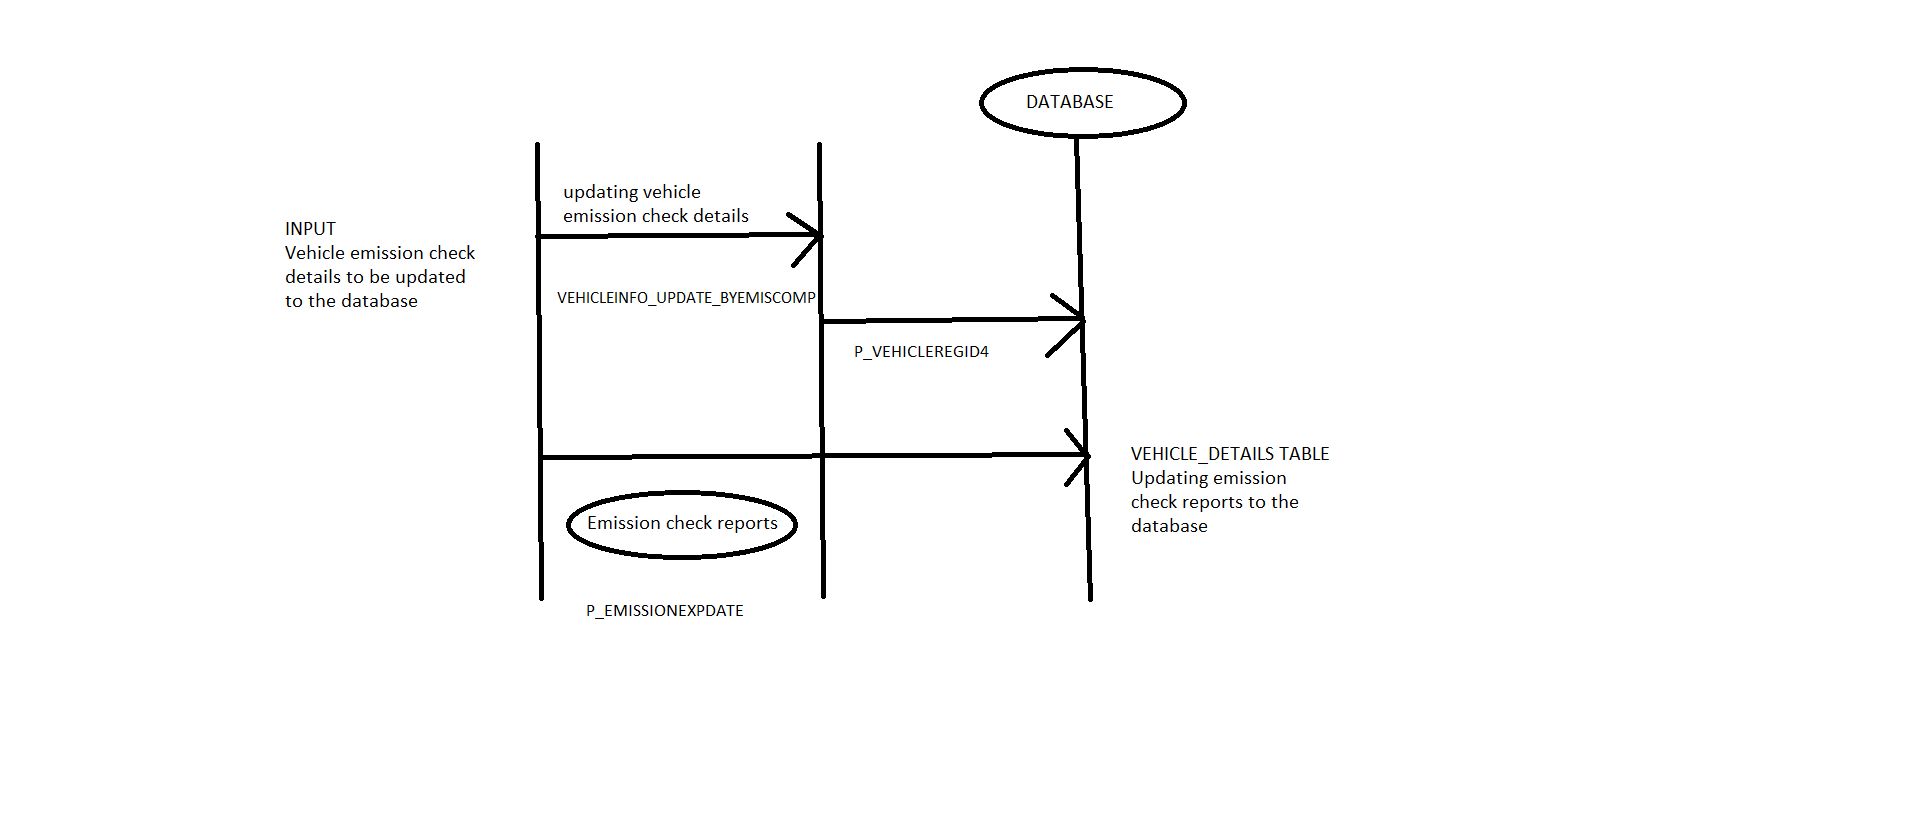 DATABASE
updating vehicle
emission check details
INPUT
Vehicle emission check
details to be updated
to the database
VEHICLEINFO_UPDATE_BYEMISCOMP
P_VEHICLEREGID4
VEHICLE_DETAILS TABLE
Updating emission
check reports to the
database
Emission check reports
P_EMISSIONEXPDATE